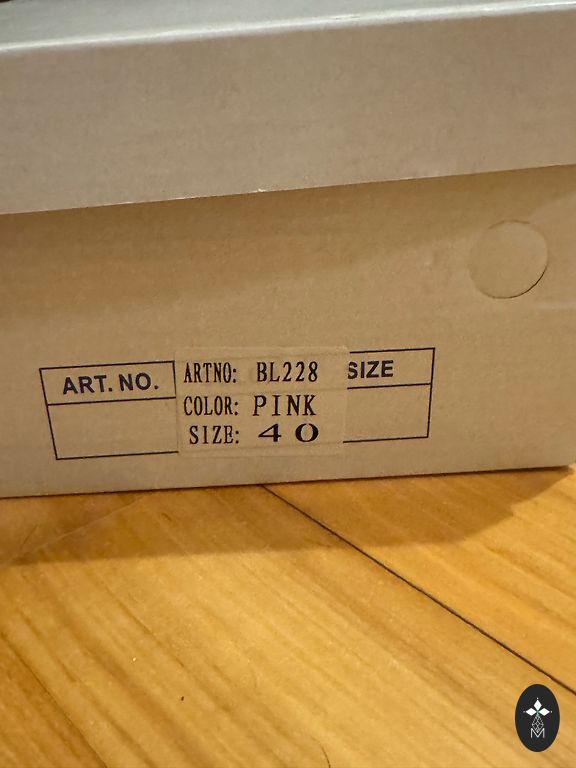 ART. NO.
SIZE
ARTNO: BL228
COLOR: PINK
SIZE: 40
M